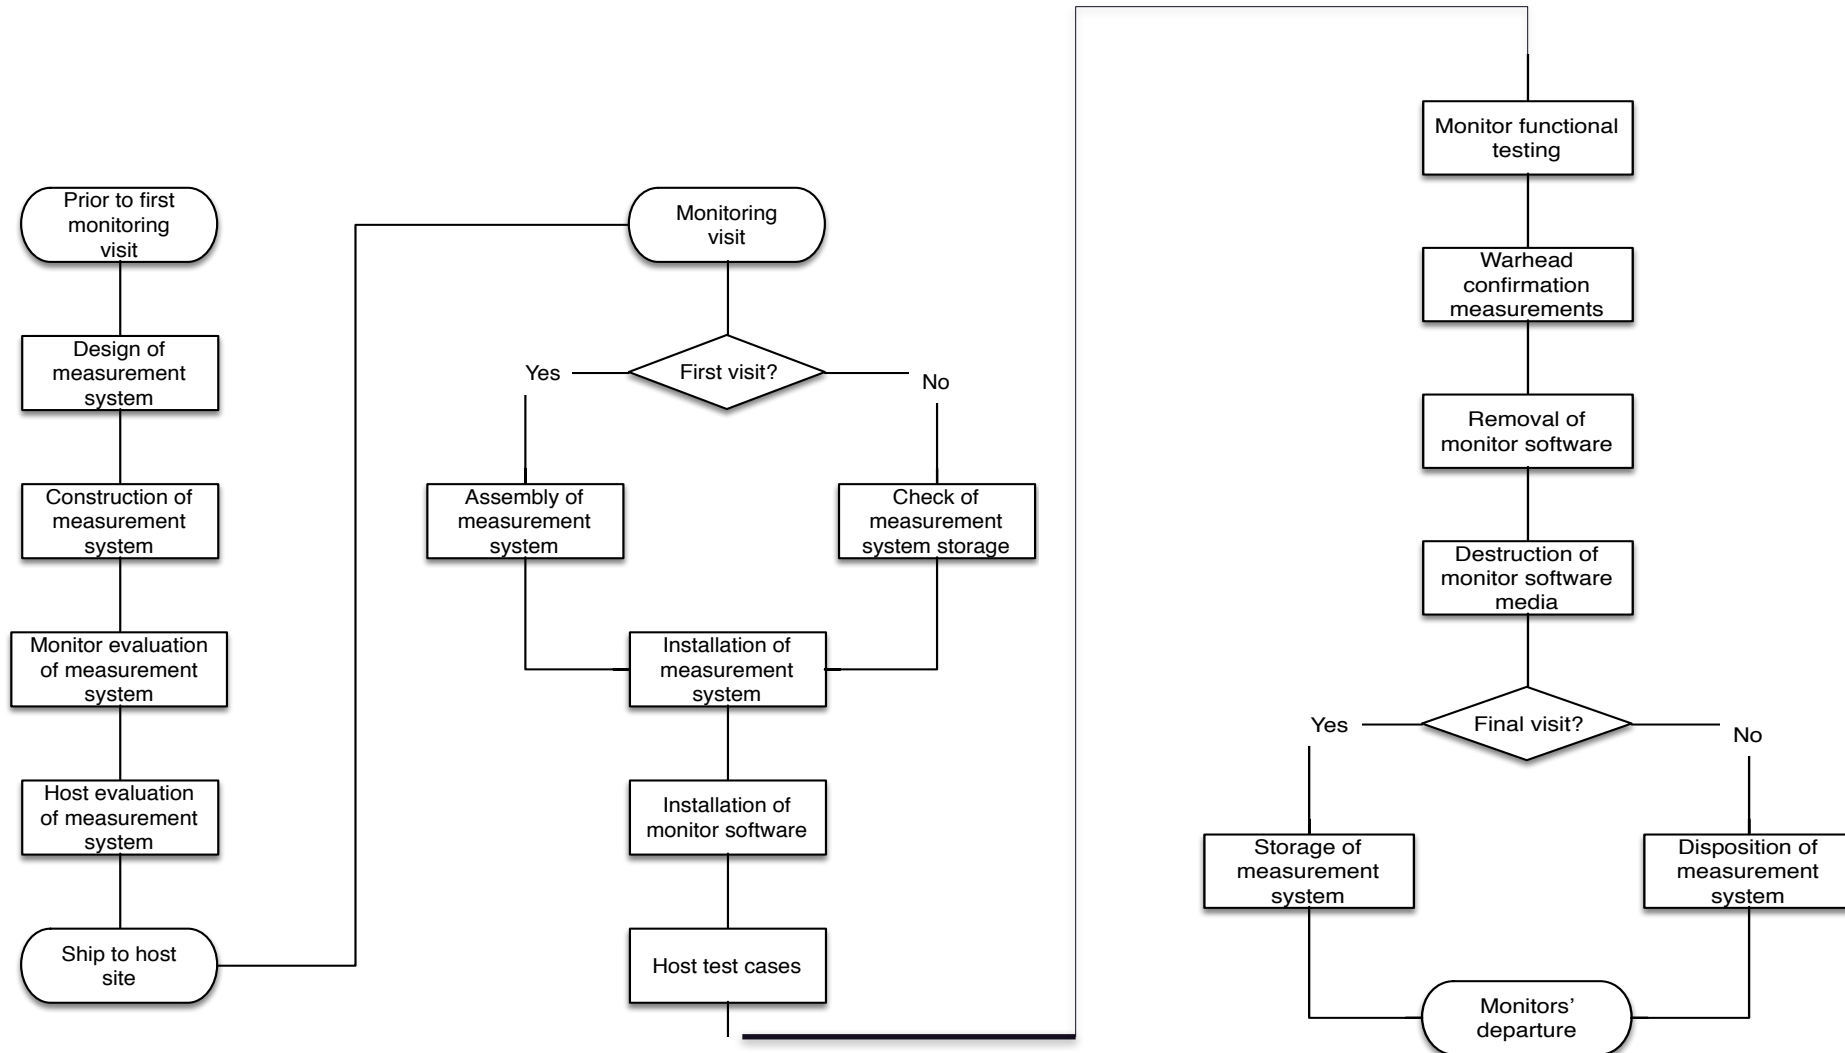 Prior to first
monitoring
visit
Design of
measurement
system
Construction of
measurement
system
Monitor evaluation
of measurement
system
Host evaluation
of measurement
system
Ship to host
site
Monitoring
visit
First visit?
Yes
No
Assembly of
measurement
system
Check of
measurement
system storage
Installation of
measurement
system
Installation of
monitor software
Host test cases
Monitor functional
testing
Warhead
confirmation
measurements
Removal of
monitor software
Destruction of
monitor software
media
Final visit?
Yes
No
Storage of
measurement
system
Disposition of
measurement
system
Monitors’
departure